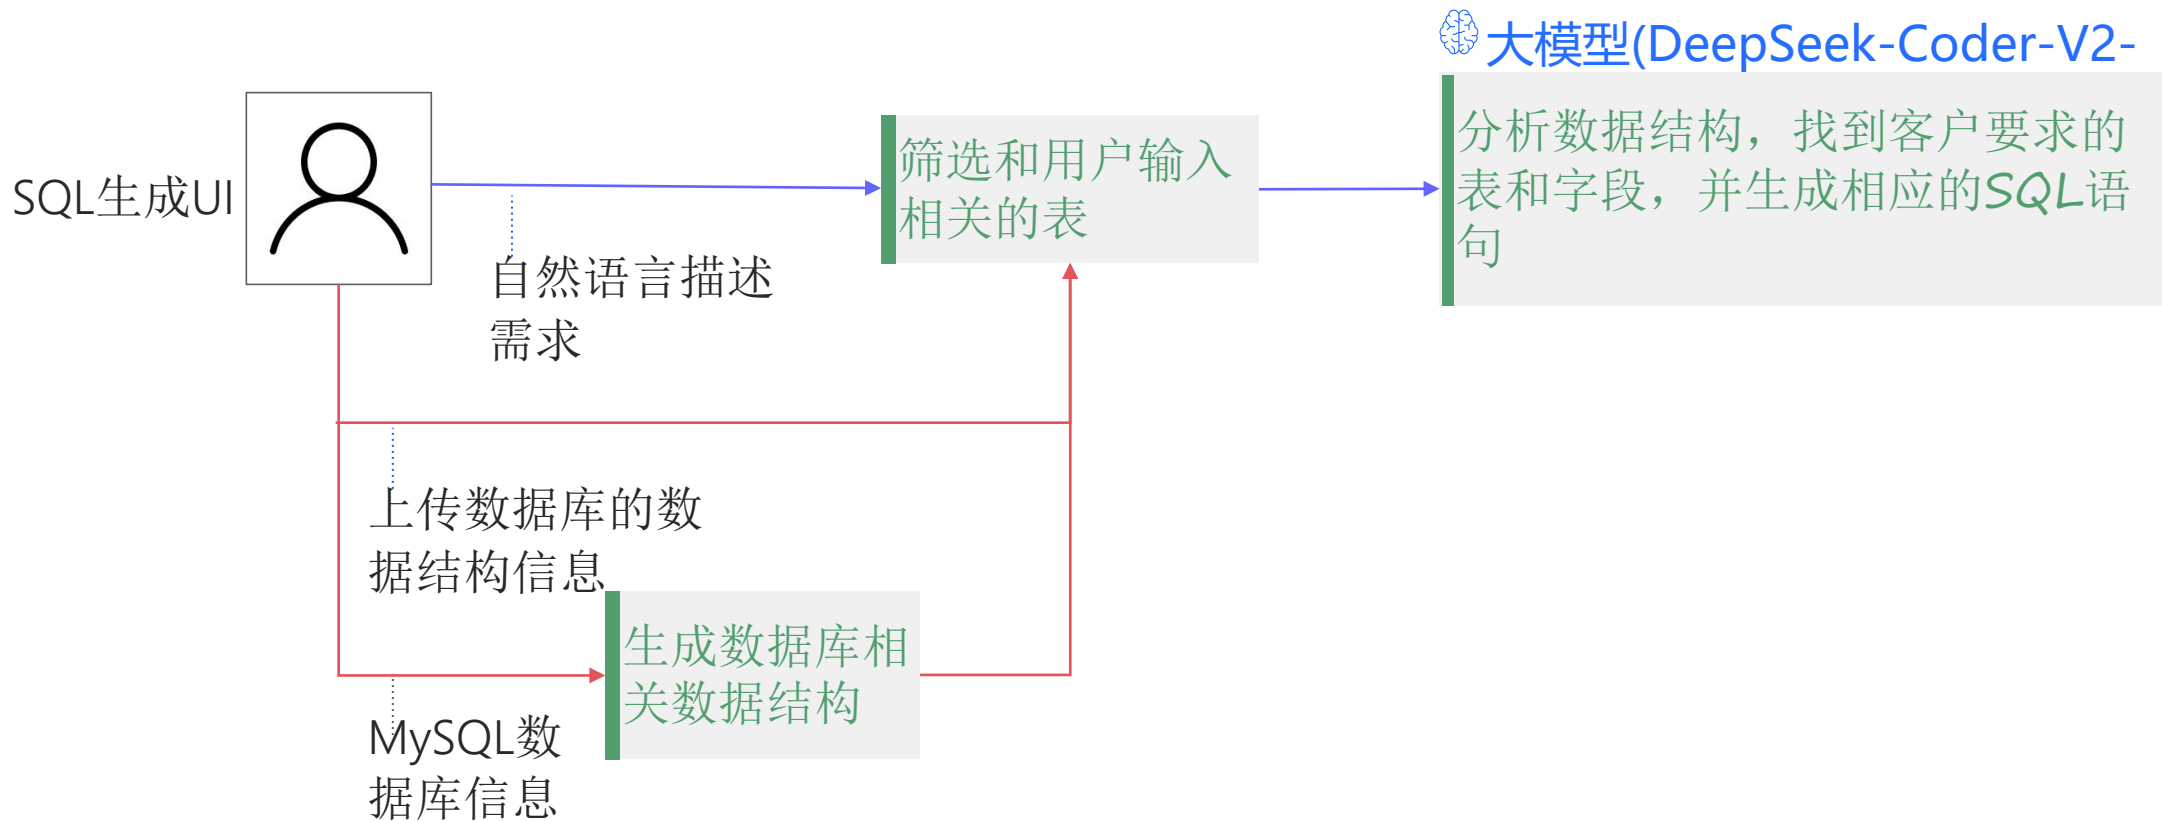 大模型(DeepSeek-Coder-V2-
SQL生成UI
筛选和用户输入
相关的表
分析数据结构，找到客户要求的
表和字段，并生成相应的SQL语
句
自然语言描述
需求
上传数据库的数
据结构信息
生成数据库相
关数据结构
MySQL数
据库信息